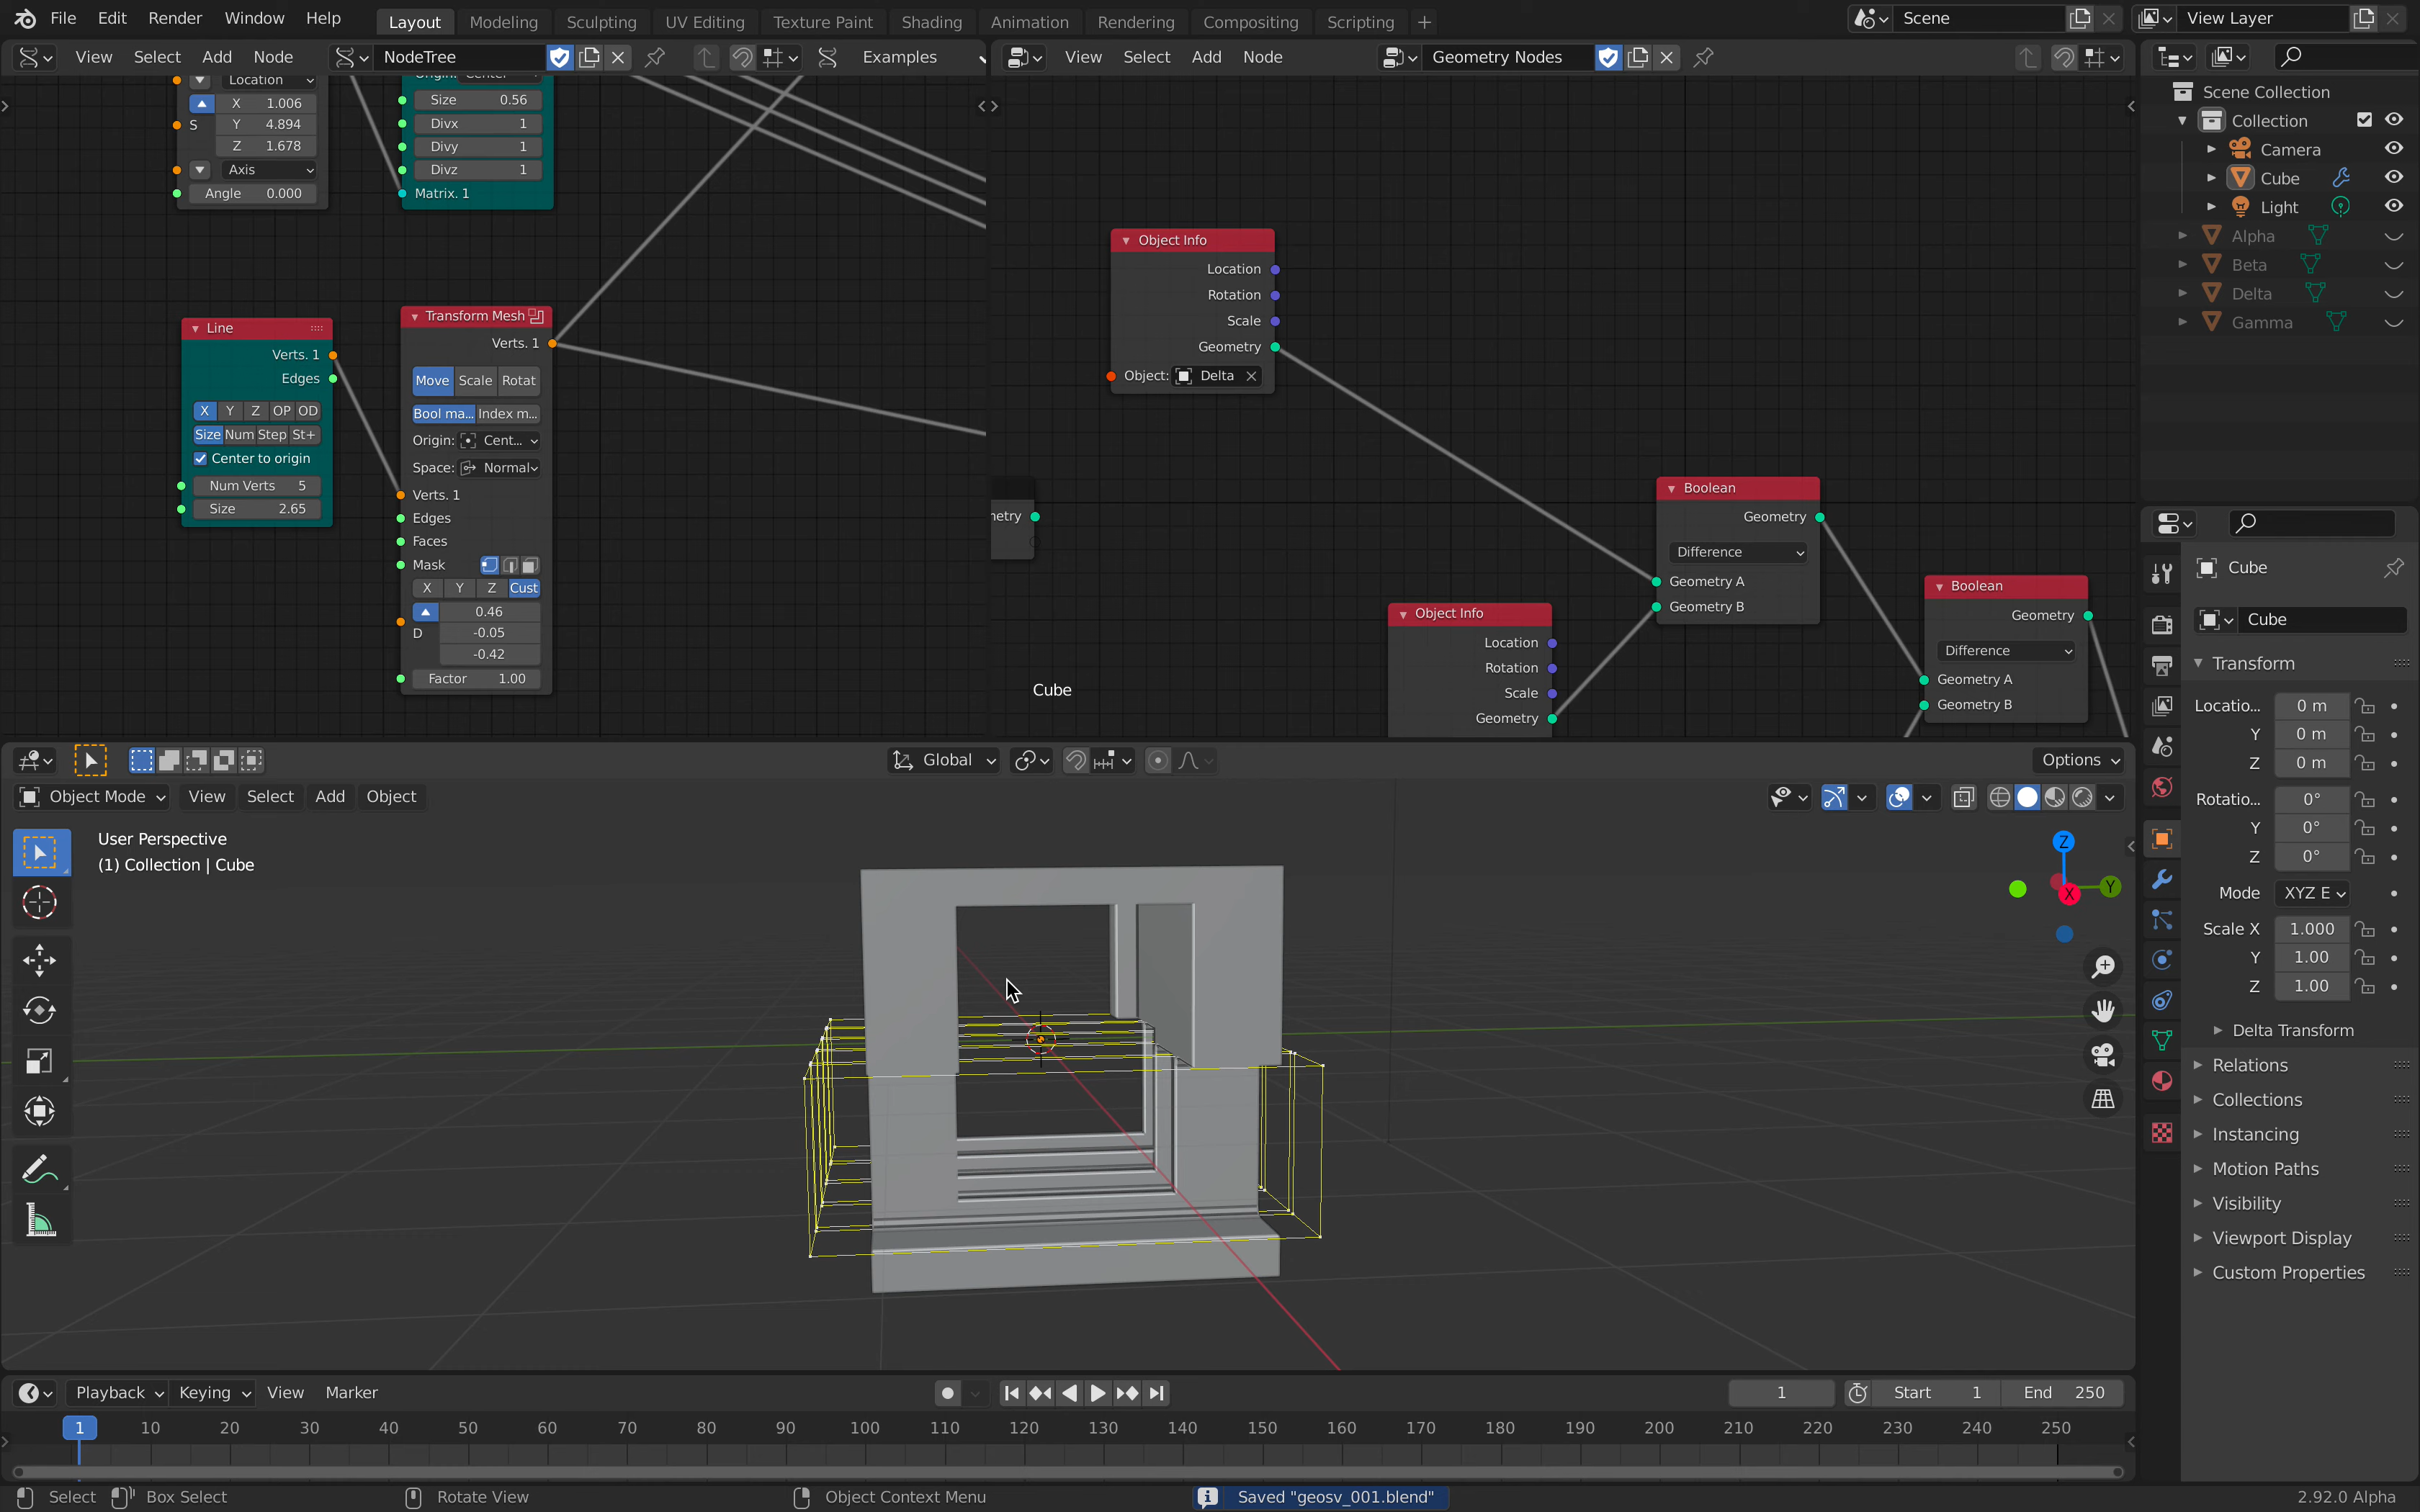 File Edit Render Window Help Layout Modeling Sculpting UV Editing Texture Paint Shading Animation Rendering Compositing Scripting + Scene View Layer
View Select Add Node NodeTree Examples
View Select Add Node Geometry Nodes
Location
X 1.006
S Y 4.894
Z 1.678
Axis
Angle 0.000
Size 0.56
Divx 1
Divy 1
Divz 1
Matrix. 1
Line
Verts. 1
Edges
X Y Z OP OD
Size Num Step St+
Center to origin
Num Verts 5
Size 2.65
Transform Mesh
Verts. 1
Move Scale Rotat
Bool ma... Index m...
Origin: Cent...
Space: Normal
Verts. 1
Edges
Faces
Mask
X Y Z Cust
0.46
D -0.05
-0.42
Factor 1.00
Object Info
Location
Rotation
Scale
Geometry
Object: Delta
netry
Cube
Object Info
Location
Rotation
Scale
Geometry
Boolean
Geometry
Difference
Geometry A
Geometry B
Boolean
Geometry
Difference
Geometry A
Geometry B
Scene Collection
Collection
Camera
Cube
Light
Alpha
Beta
Delta
Gamma
Cube
Cube
Transform
Locatio... 0 m
Y 0 m
Z 0 m
Rotatio... 0°
Y 0°
Z 0°
Mode XYZ E
Scale X 1.000
Y 1.00
Z 1.00
Delta Transform
Relations
Collections
Instancing
Motion Paths
Visibility
Viewport Display
Custom Properties
Global Options
Object Mode View Select Add Object
User Perspective
(1) Collection | Cube
Z
Y
X
Playback Keying View Marker 1 Start 1 End 250
1 10 20 30 40 50 60 70 80 90 100 110 120 130 140 150 160 170 180 190 200 210 220 230 240 250
Select Box Select Rotate View Object Context Menu Saved "geosv_001.blend" 2.92.0 Alpha